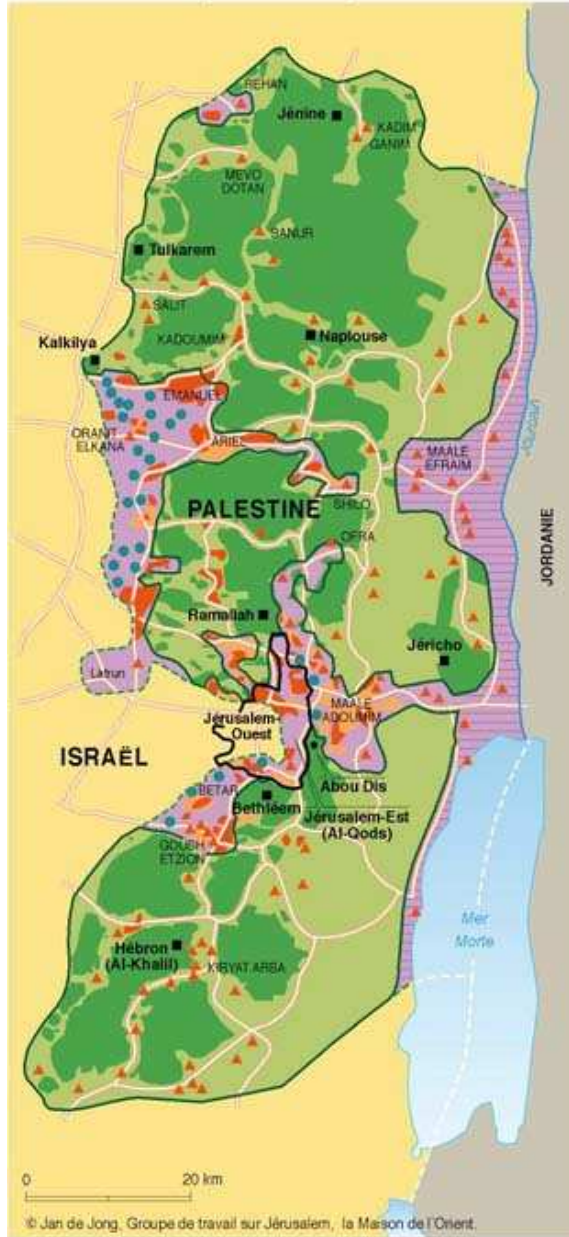 REHAN
Jénine
KADIM
GANIM
MEVO
DOTAN
SANUR
Tulkarem
SALIT
KADOUMIM
Naplouse
Kalkilya
EMANUEL
ORANIT
ELKANA
ARIEL
MAALE
EFRAIM
Jourdain
JORDANIE
PALESTINE
SHILO
OFRA
Ramallah
Jéricho
Latrun
MAALE
ADOUMIM
Jérusalem-
Ouest
ISRAËL
Abou Dis
BETAR
Bethléem
Jérusalem-Est
(Al-Qods)
GOUSH
ETZION
Mer
Morte
Hébron
(Al-Khalil)
KIRYAT ARBA
0 20 km
© Jan de Jong, Groupe de travail sur Jérusalem, la Maison de l'Orient.